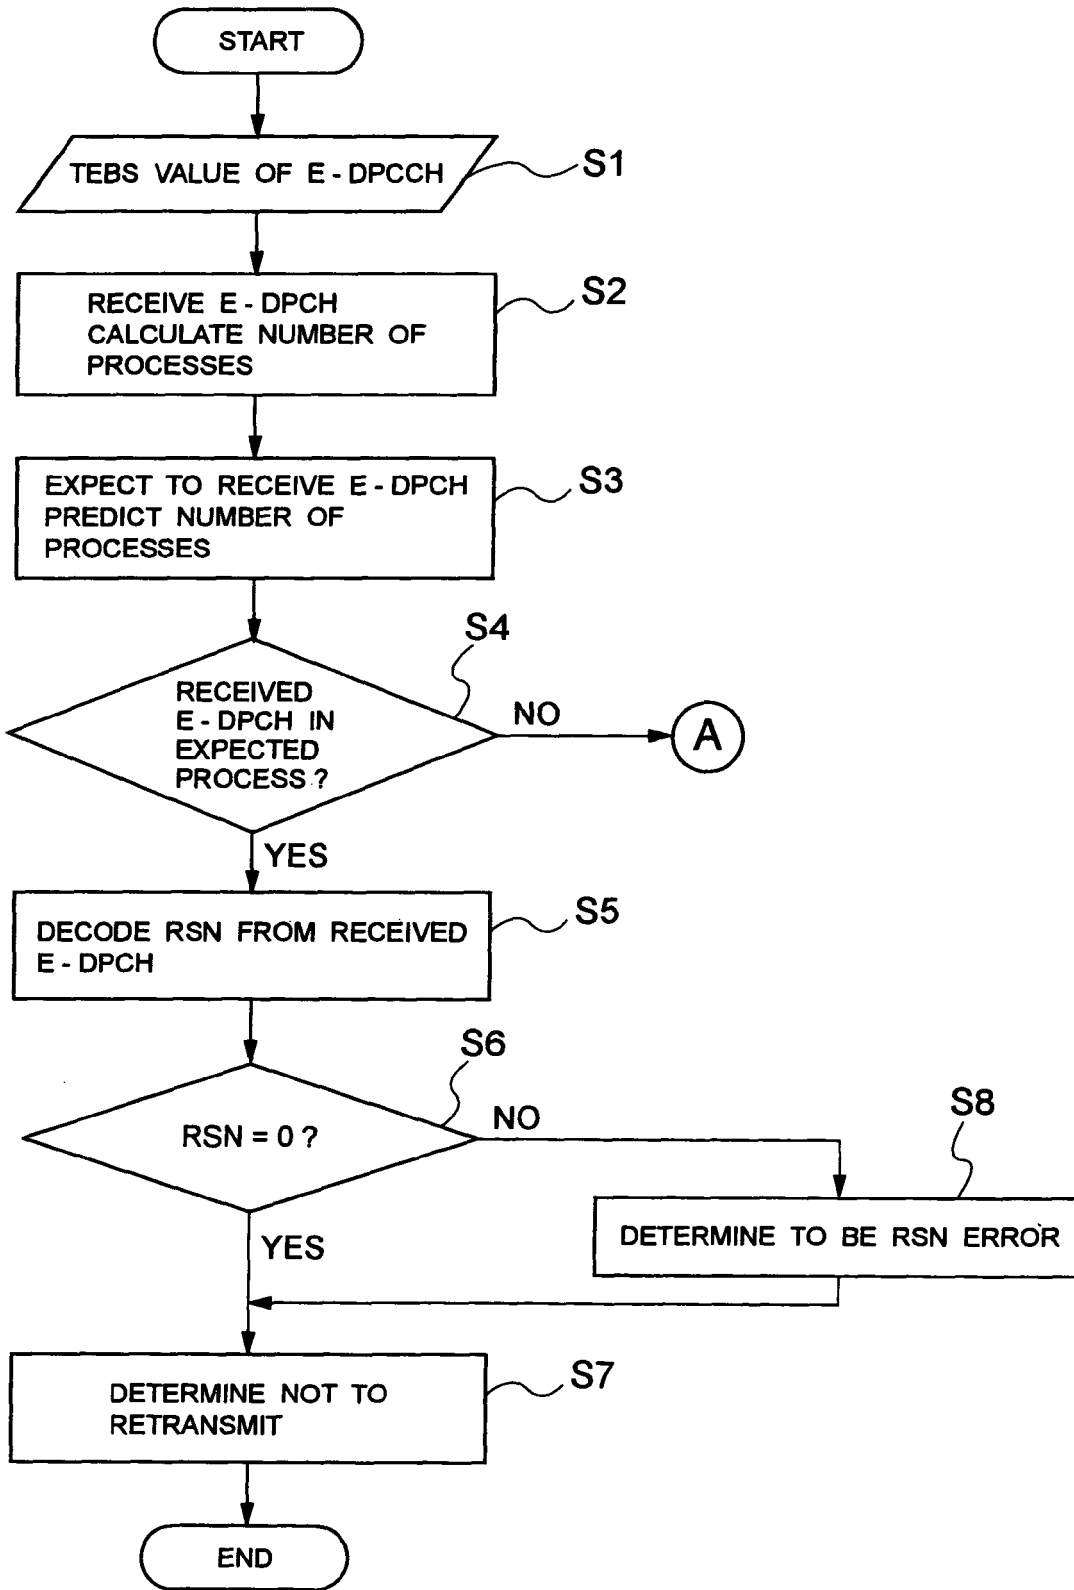 START
TEBS VALUE OF E - DPCCH
S1
RECEIVE E - DPCH
CALCULATE NUMBER OF
PROCESSES
S2
EXPECT TO RECEIVE E - DPCH
PREDICT NUMBER OF
PROCESSES
S3
S4
RECEIVED
E - DPCH IN
EXPECTED
PROCESS ?
NO
A
YES
DECODE RSN FROM RECEIVED
E - DPCH
S5
S6
RSN = 0 ?
NO
S8
DETERMINE TO BE RSN ERROR
YES
DETERMINE NOT TO
RETRANSMIT
S7
END